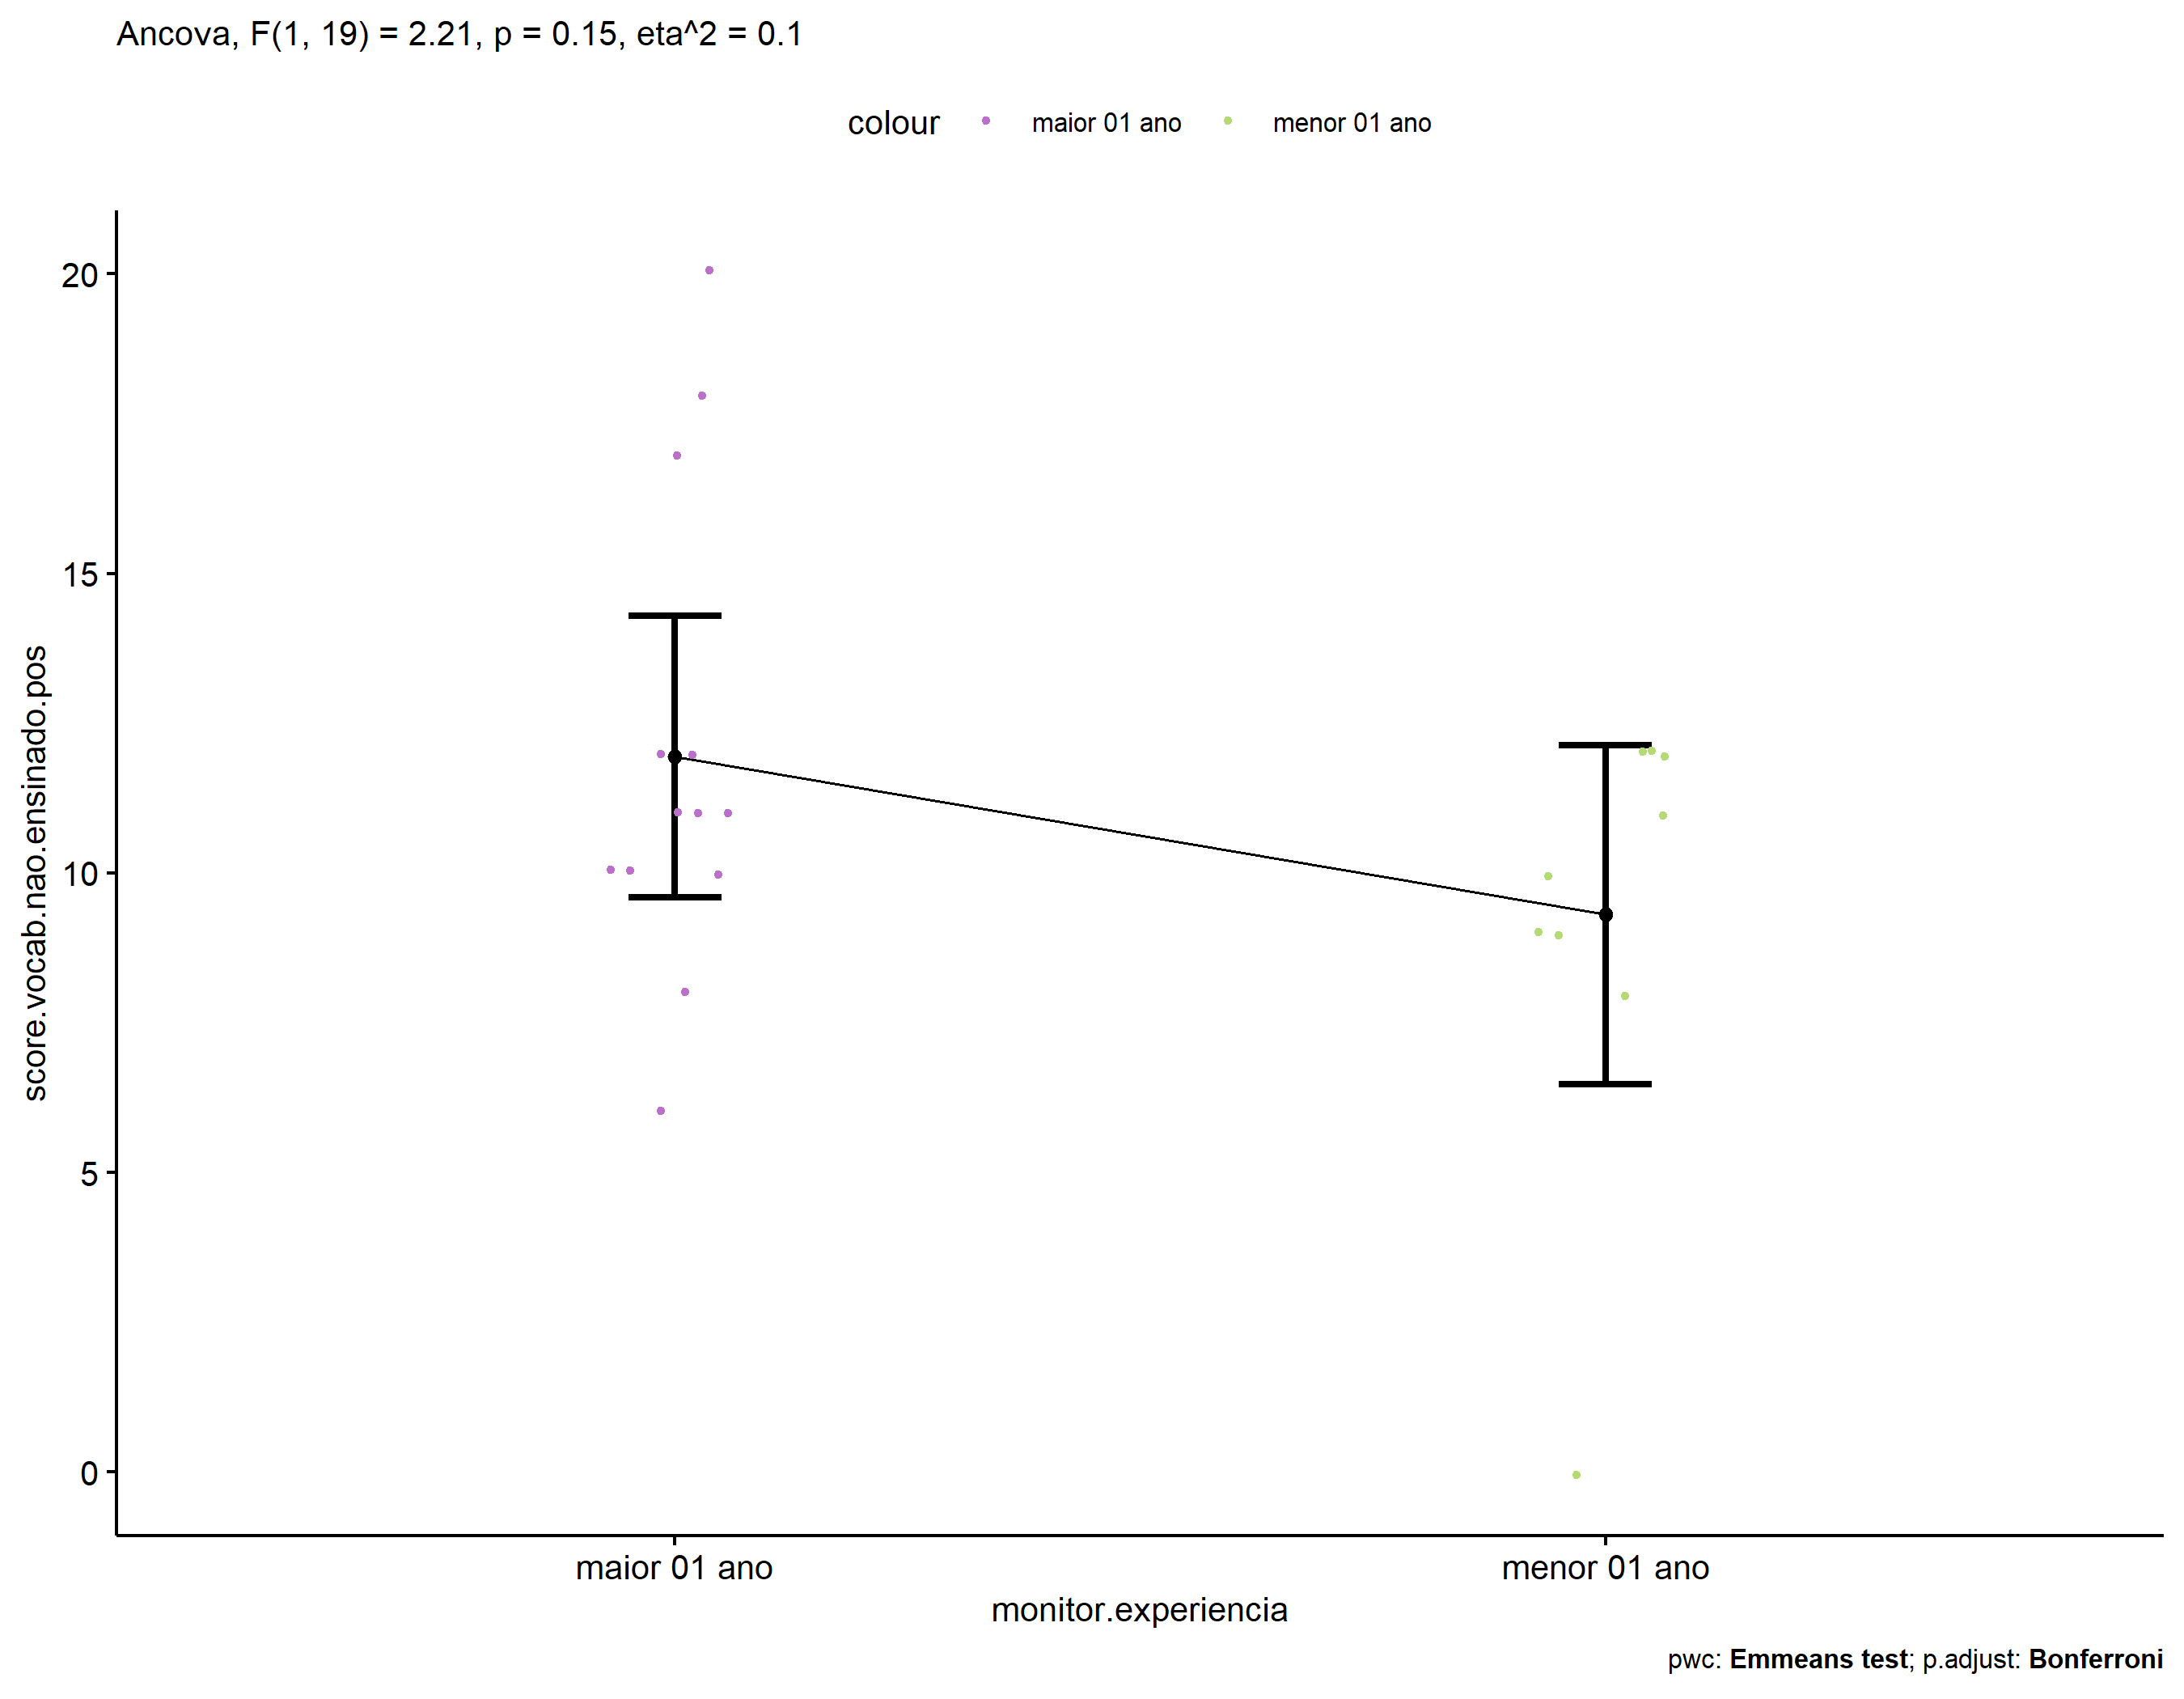 Ancova, F(1, 19) = 2.21, p = 0.15, eta^2 = 0.1
colour maior 01 ano menor 01 ano
score.vocab.nao.ensinado.pos
20
15
10
5
0
maior 01 ano menor 01 ano
monitor.experiencia
pwc: Emmeans test; p.adjust: Bonferroni